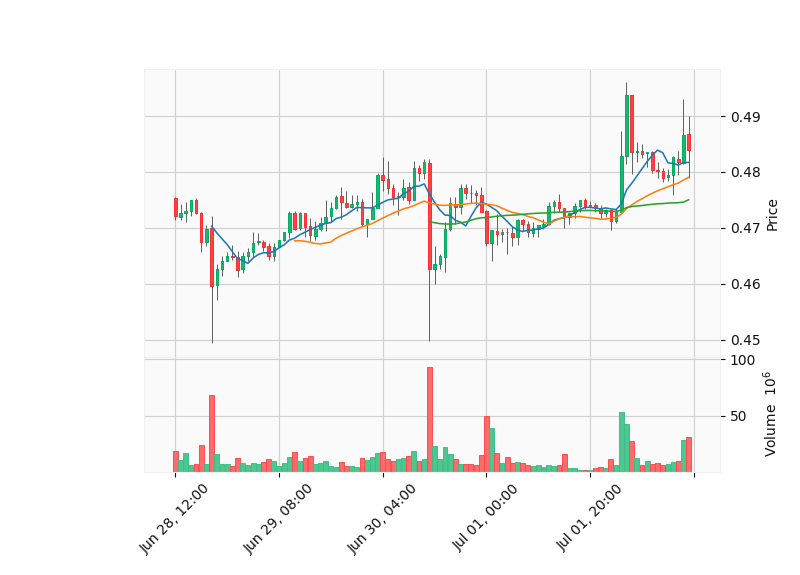 0.49
0.48
0.47
0.46
0.45
Price
100
50
Volume 10^6
Jun 28, 12:00
Jun 29, 08:00
Jun 30, 04:00
Jul 01, 00:00
Jul 01, 20:00